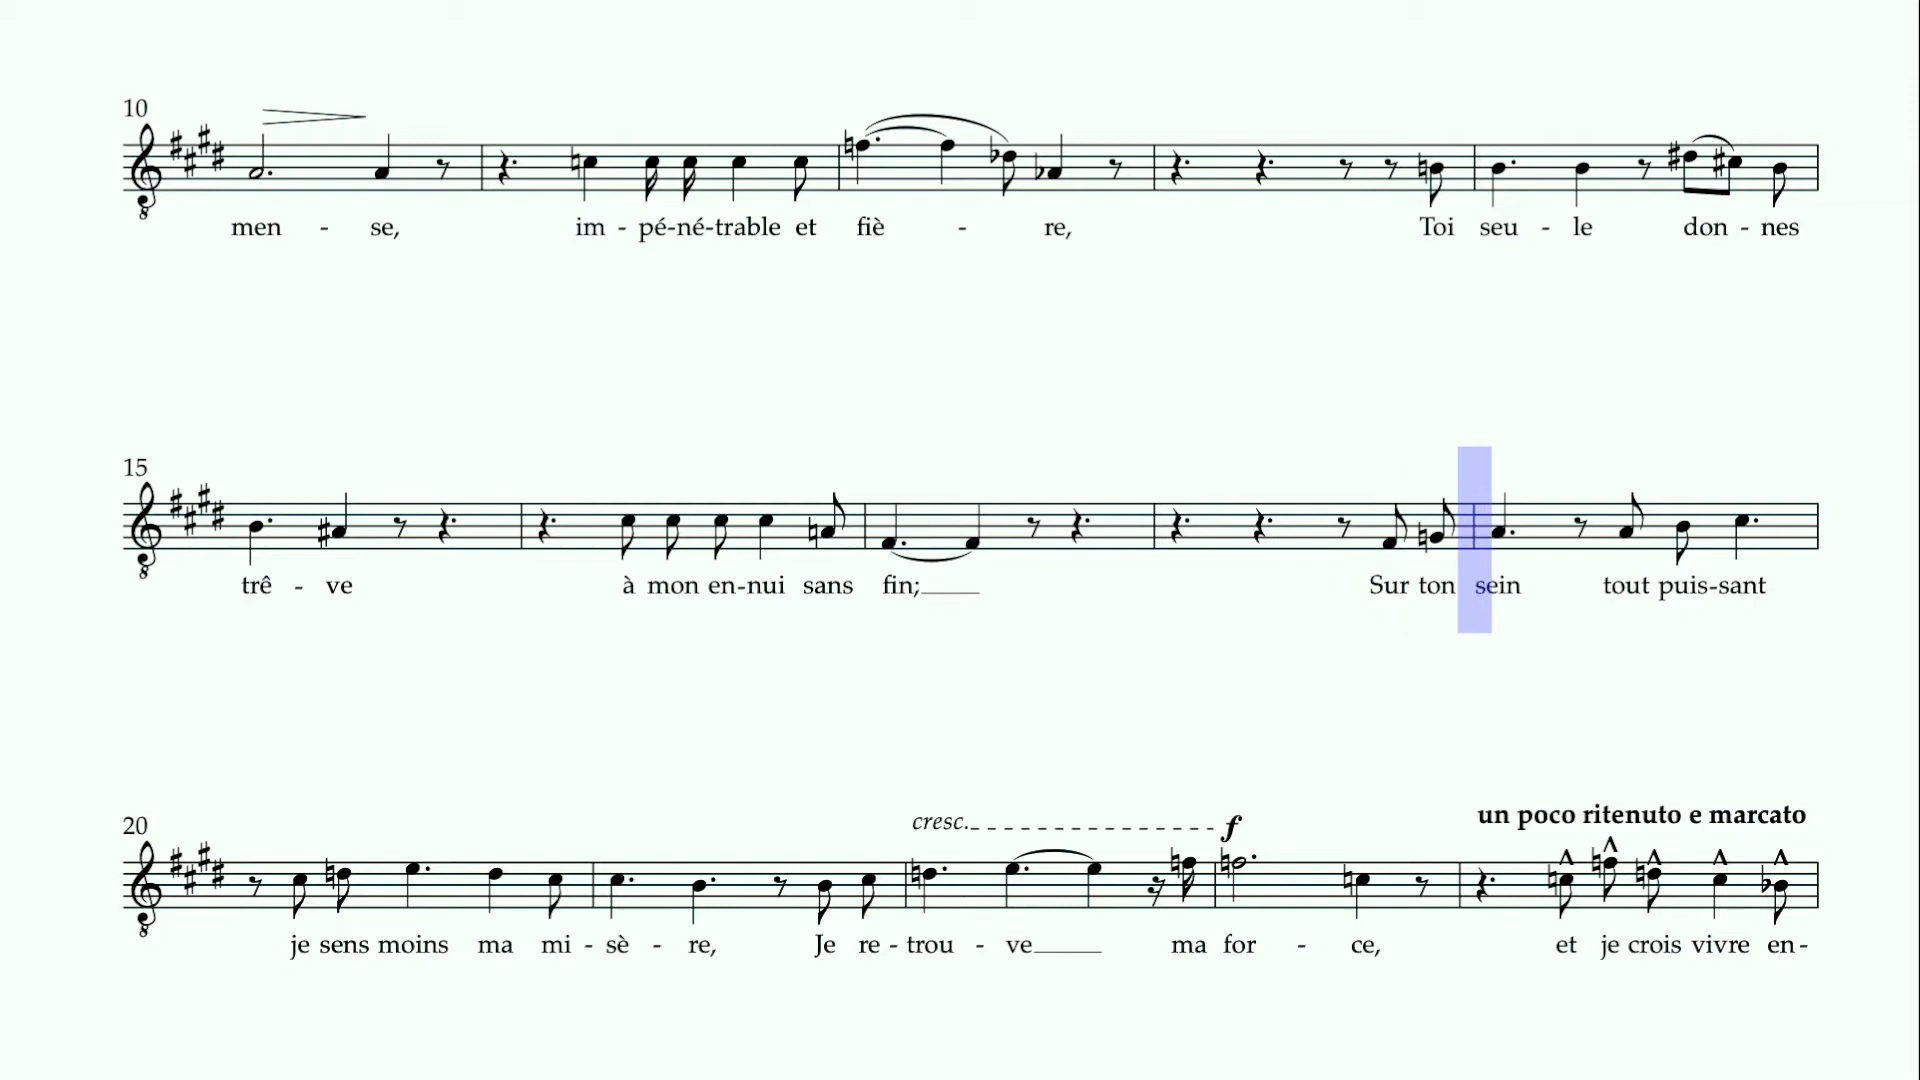 10
men - se, im - pé-né-trable et fiè - re, Toi seu - le don - nes
15
trê - ve à mon en-nui sans fin;____ Sur ton sein tout puis-sant
20 cresc. f un poco ritenuto e marcato
je sens moins ma mi - sè - re, Je re - trou - ve____ ma for - ce, et je crois vivre en-